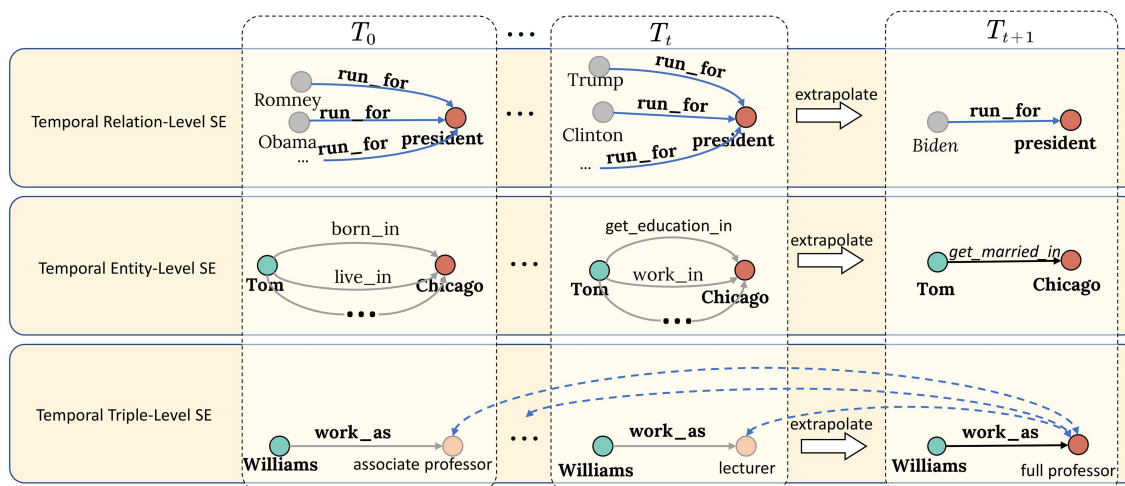 T0 ... Tt Tt+1
Temporal Relation-Level SE
Romney
run_for
Obama
run_for
...
run_for
president
...
Trump
run_for
Clinton
run_for
...
run_for
president
extrapolate
Biden
run_for
president
Temporal Entity-Level SE
Tom
born_in
live_in
...
Chicago
...
Tom
get_education_in
work_in
...
Chicago
extrapolate
Tom
get_married_in
Chicago
Temporal Triple-Level SE
Williams
work_as
associate professor
...
Williams
work_as
lecturer
extrapolate
Williams
work_as
full professor